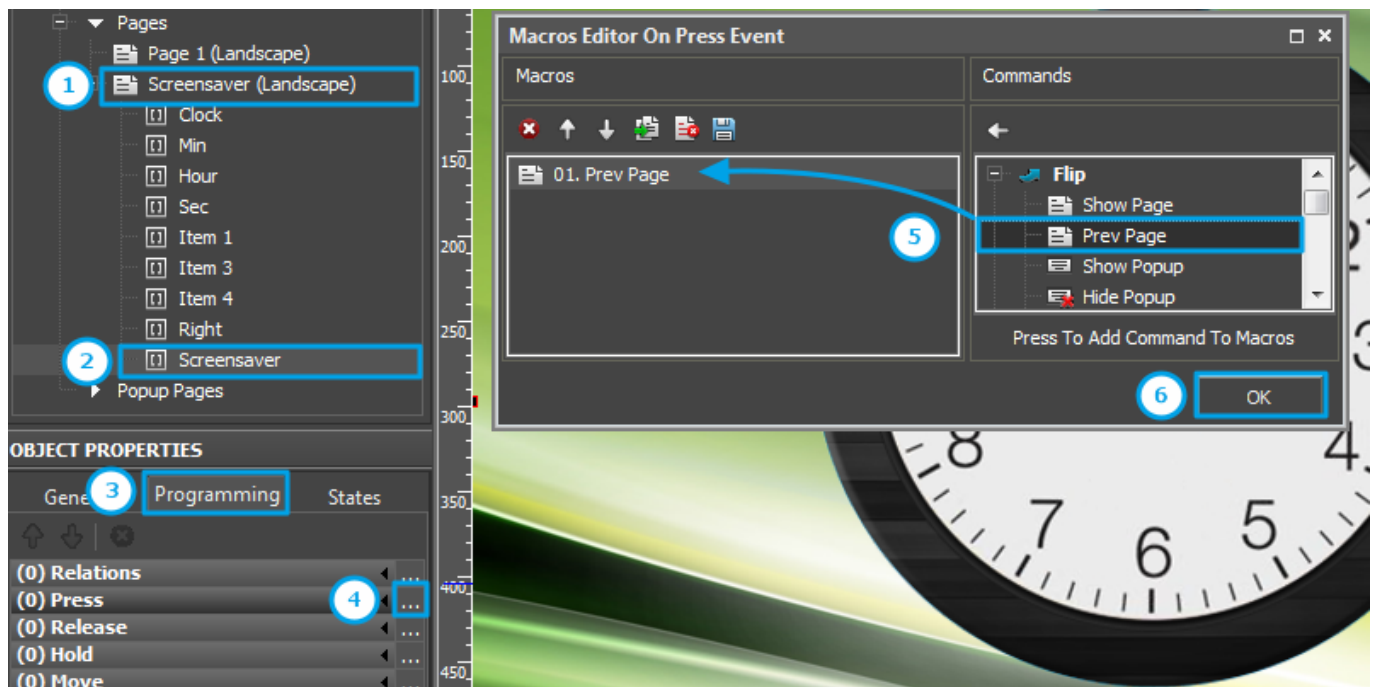 Pages
Page 1 (Landscape)
1
Screensaver (Landscape)
Clock
Min
Hour
Sec
Item 1
Item 3
Item 4
Right
2
Screensaver
Popup Pages
OBJECT PROPERTIES
Gene 3 Programming States
(0) Relations ...
(0) Press 4 ...
(0) Release ...
(0) Hold ...
(0) Move
100
150
200
250
300
350
400
450
Macros Editor On Press Event
Macros
Commands
01. Prev Page
5
Flip
Show Page
Prev Page
Show Popup
Hide Popup
Press To Add Command To Macros
6 OK
8 7 6 5 4